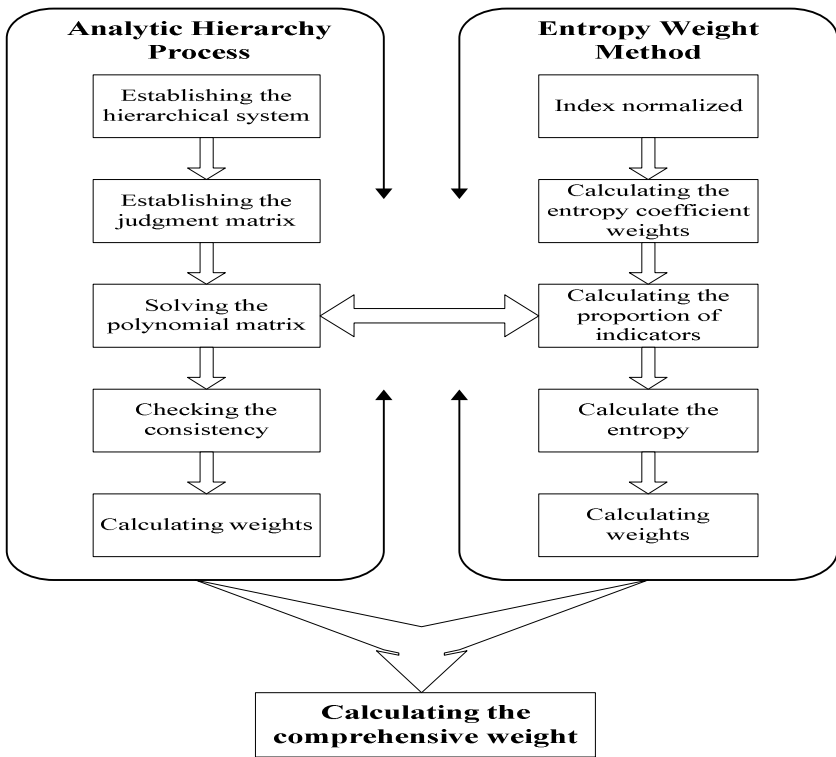 Analytic Hierarchy
Process
Establishing the
hierarchical system
Establishing the
judgment matrix
Solving the
polynomial matrix
Checking the
consistency
Calculating weights
Entropy Weight
Method
Index normalized
Calculating the
entropy coefficient
weights
Calculating the
proportion of
indicators
Calculate the
entropy
Calculating
weights
Calculating the
comprehensive weight